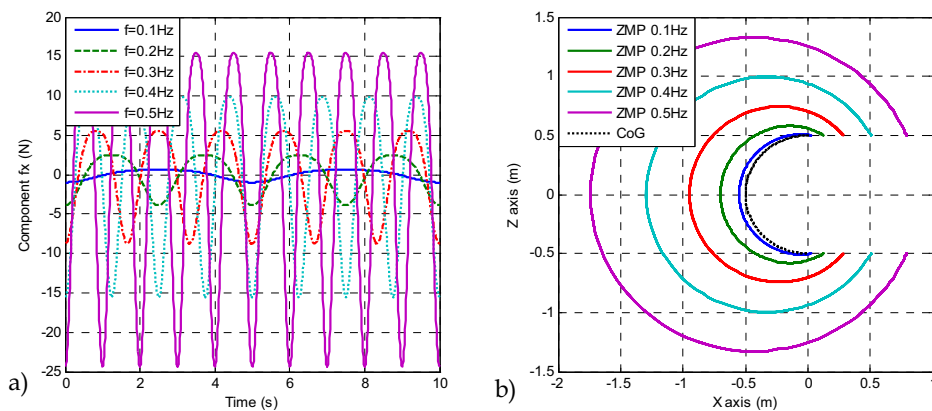 a)
Component fx (N)
20
15
10
5
0
-5
-10
-15
-20
-25
0 2 4 6 8 10
Time (s)
f=0.1Hz
f=0.2Hz
f=0.3Hz
f=0.4Hz
f=0.5Hz
b)
Z axis (m)
1.5
1
0.5
0
-0.5
-1
-1.5
-2 -1.5 -1 -0.5 0 0.5 1
X axis (m)
ZMP 0.1Hz
ZMP 0.2Hz
ZMP 0.3Hz
ZMP 0.4Hz
ZMP 0.5Hz
CoG